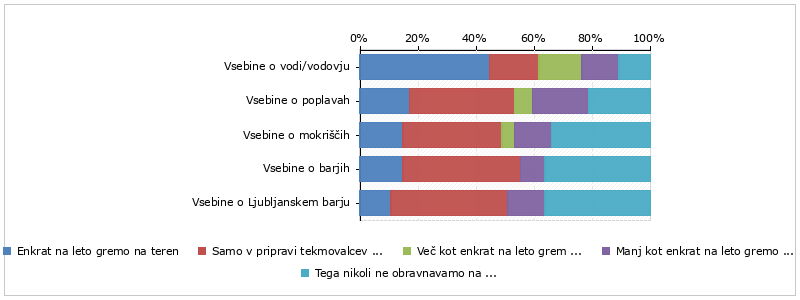 0% 20% 40% 60% 80% 100%
Vsebine o vodi/vodovju
Vsebine o poplavah
Vsebine o mokriščih
Vsebine o barjih
Vsebine o Ljubljanskem barju
Enkrat na leto gremo na teren Samo v pripravi tekmovalcev ... Več kot enkrat na leto grem ... Manj kot enkrat na leto gremo ...
Tega nikoli ne obravnavamo na ...